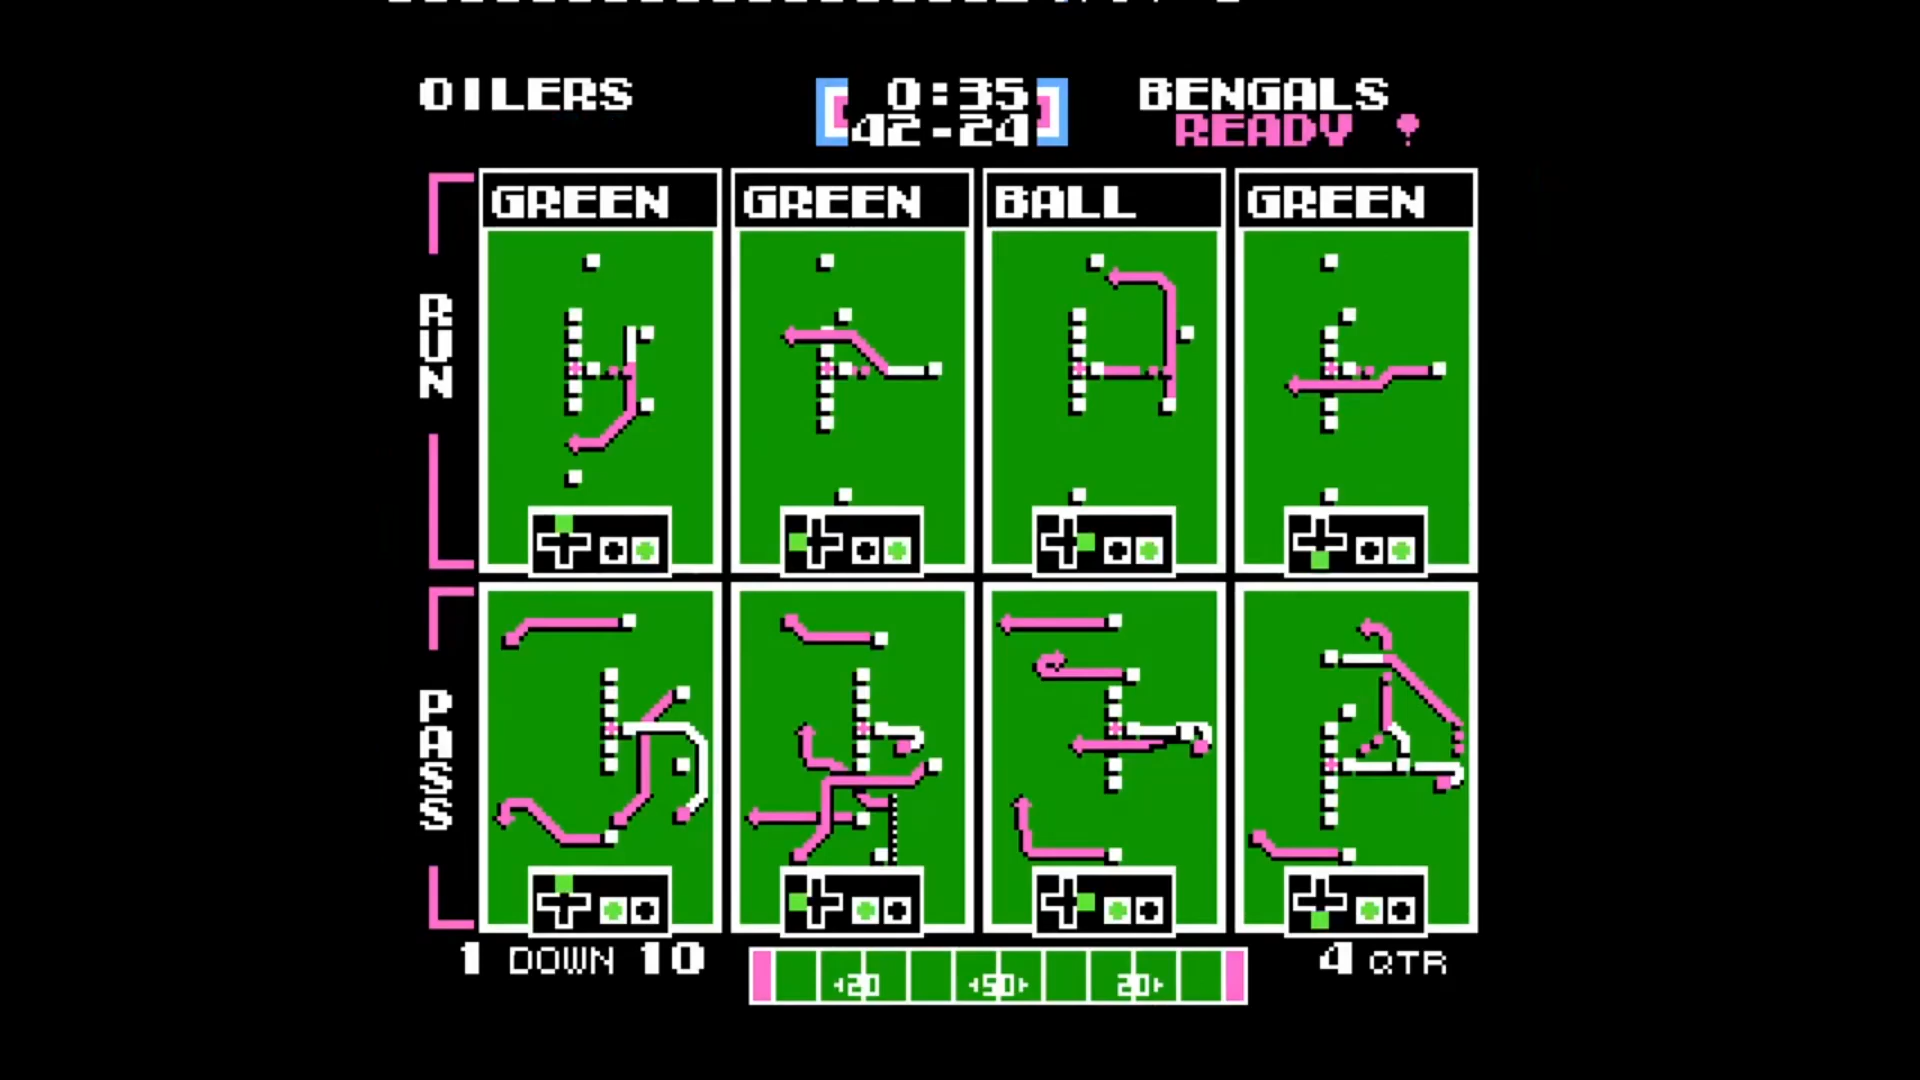 OILERS 0:35 BENGALS
42-24 READY
GREEN GREEN BALL GREEN
RUN
PASS
1 DOWN 10 4 QTR
20 50 20